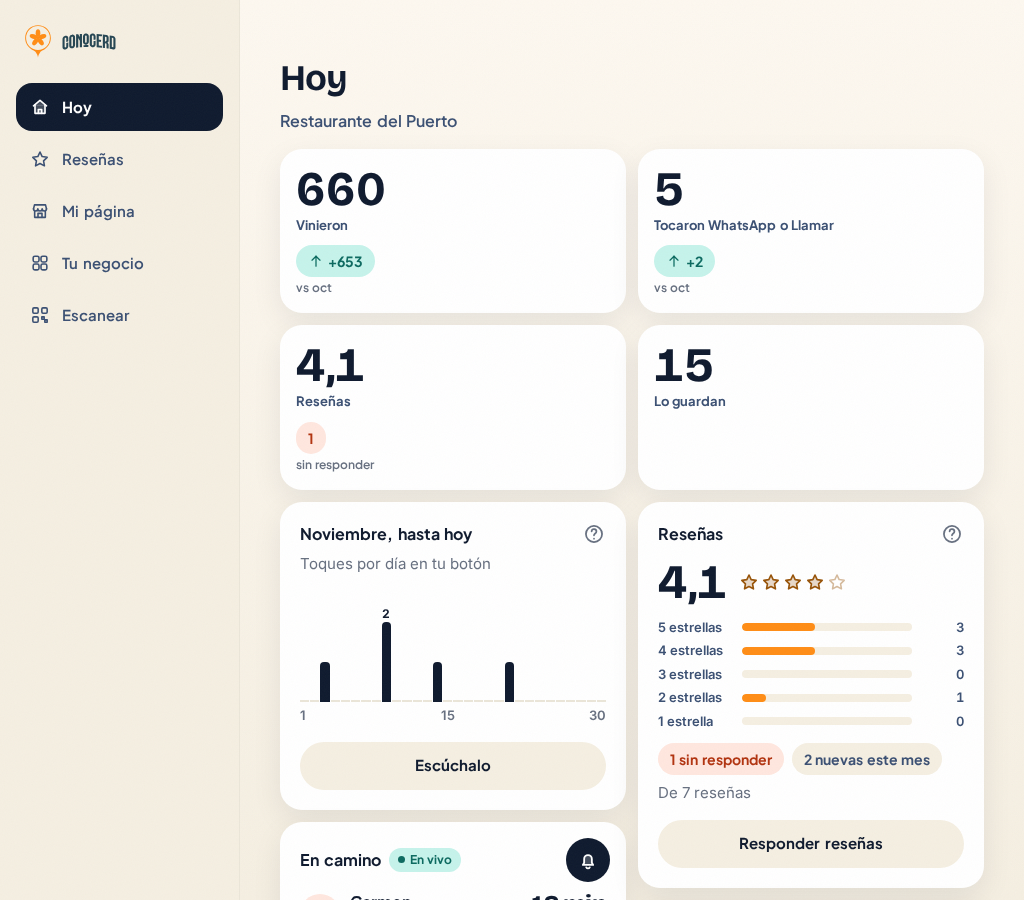 CONOCERD
Hoy
Reseñas
Mi página
Tu negocio
Escanear
Hoy
Restaurante del Puerto
660
Vinieron
↑ +653
vs oct
5
Tocaron WhatsApp o Llamar
↑ +2
vs oct
4,1
Reseñas
1
sin responder
15
Lo guardan
Noviembre, hasta hoy
Toques por día en tu botón
2
1 15 30
Escúchalo
Reseñas
4,1
5 estrellas 3
4 estrellas 3
3 estrellas 0
2 estrellas 1
1 estrella 0
1 sin responder 2 nuevas este mes
De 7 reseñas
Responder reseñas
En camino En vivo